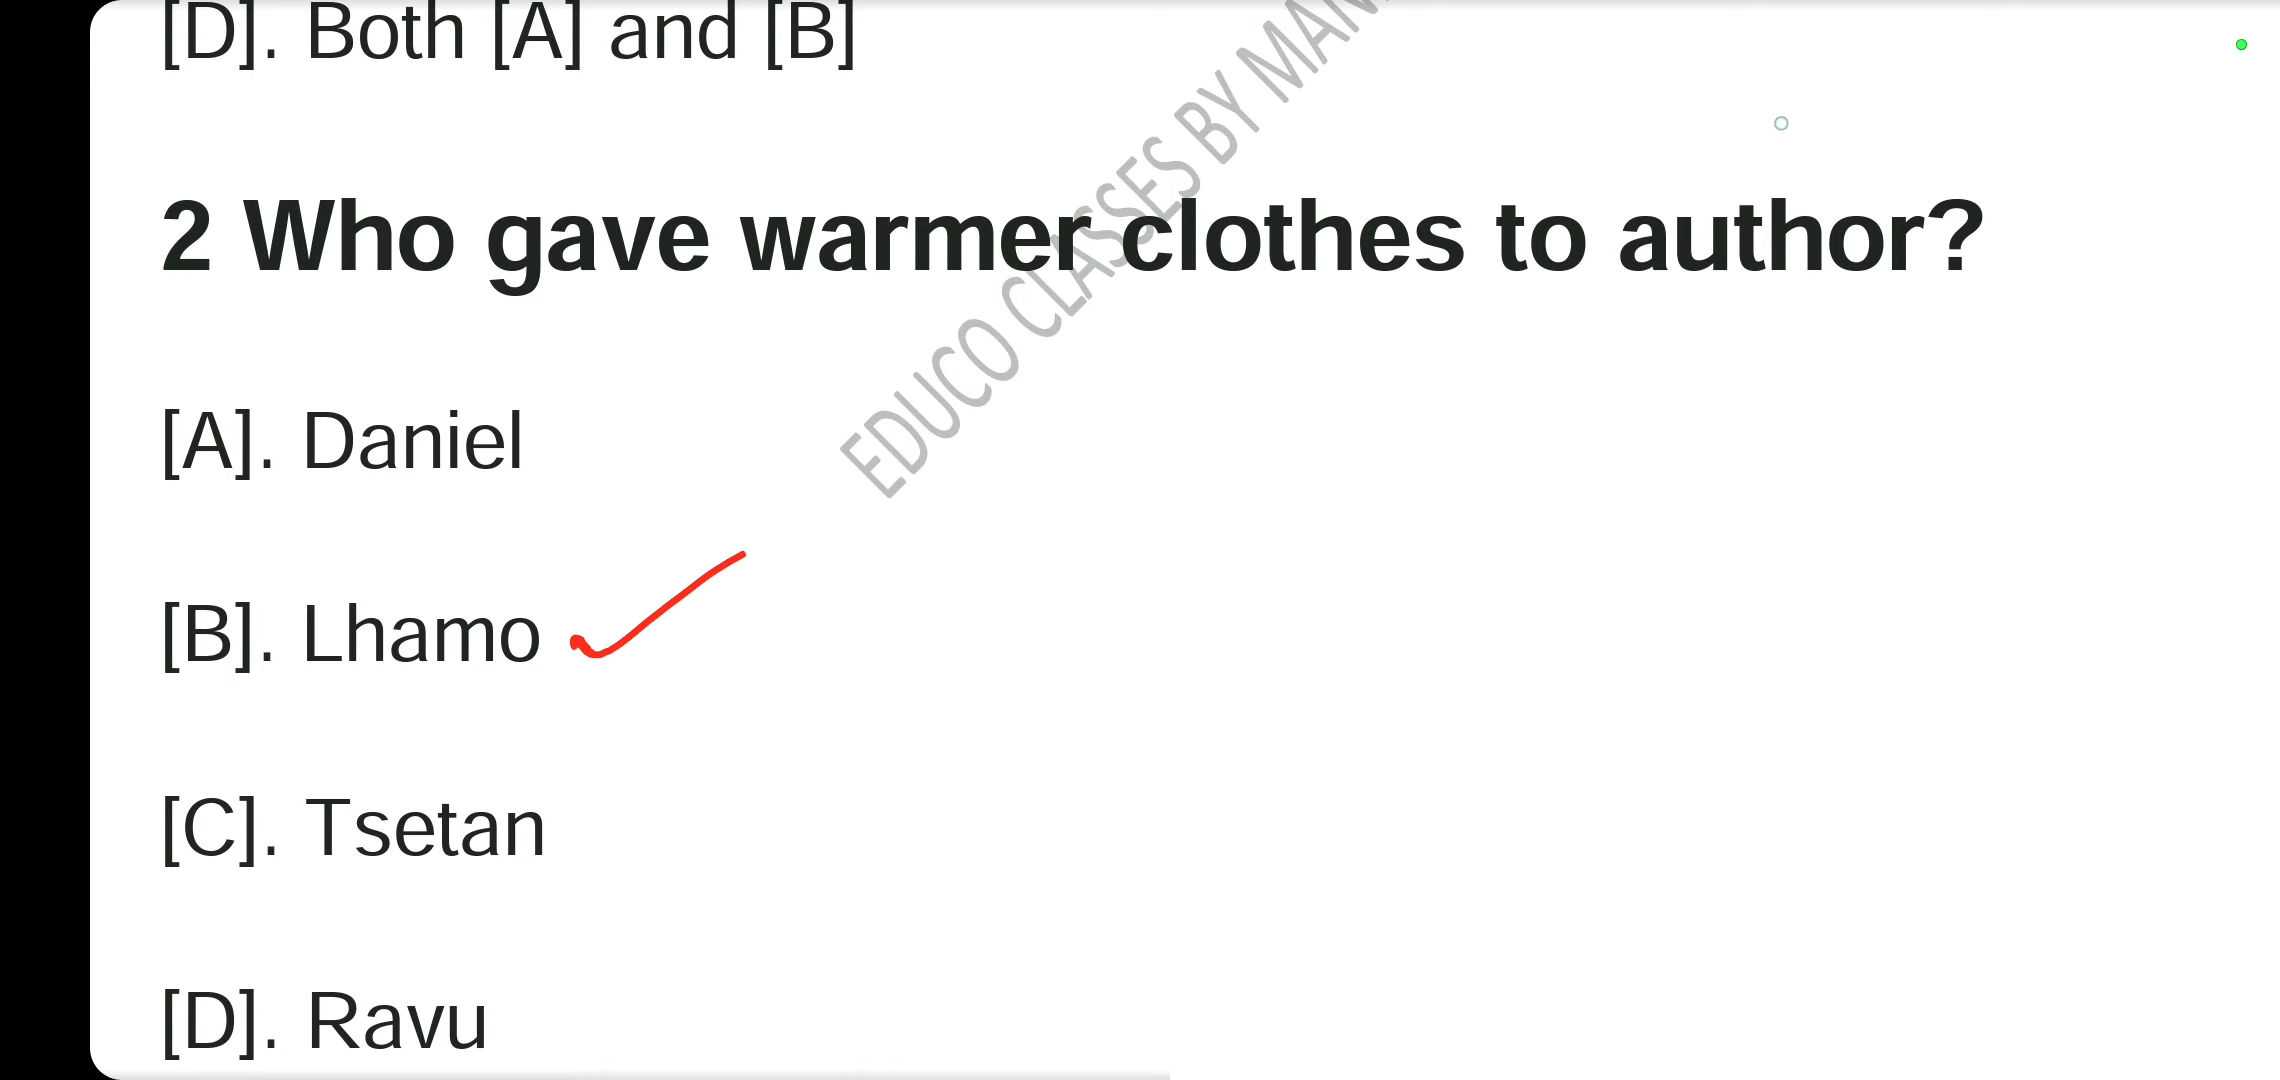 [D]. Both [A] and [B]
EDUCO CLASSES BY
2 Who gave warmer clothes to author?
[A]. Daniel
[B]. Lhamo
[C]. Tsetan
[D]. Ravu